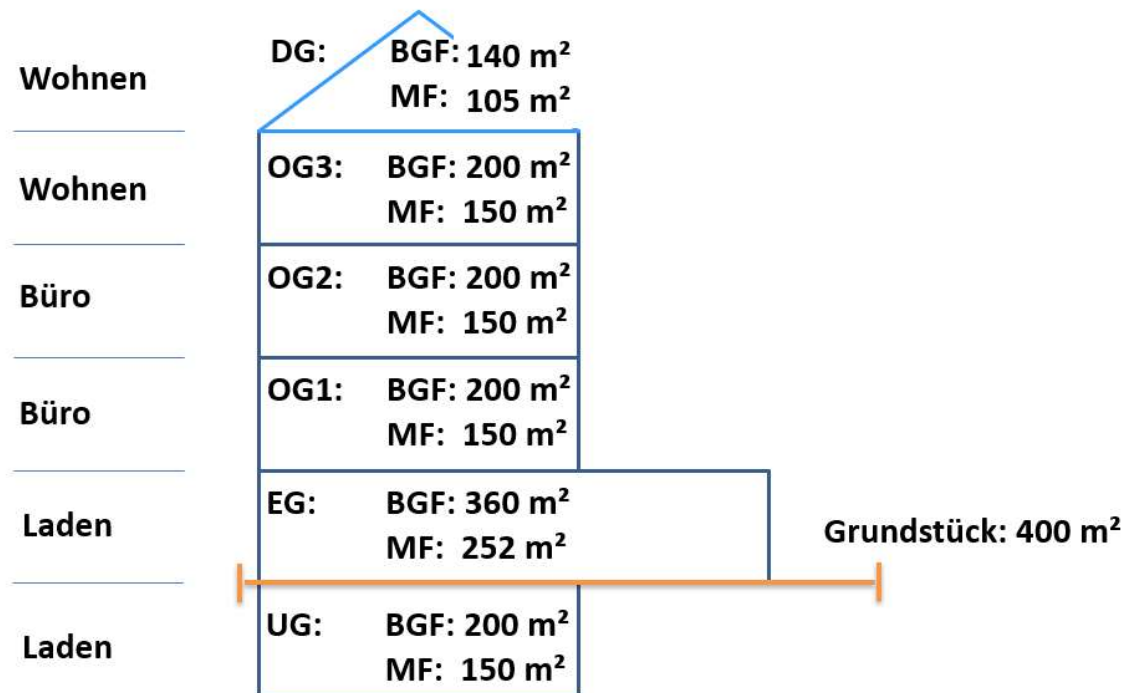 Wohnen
DG: BGF: 140 m²
MF: 105 m²
Wohnen
OG3: BGF: 200 m²
MF: 150 m²
Büro
OG2: BGF: 200 m²
MF: 150 m²
Büro
OG1: BGF: 200 m²
MF: 150 m²
Laden
EG: BGF: 360 m²
MF: 252 m²
Grundstück: 400 m²
Laden
UG: BGF: 200 m²
MF: 150 m²